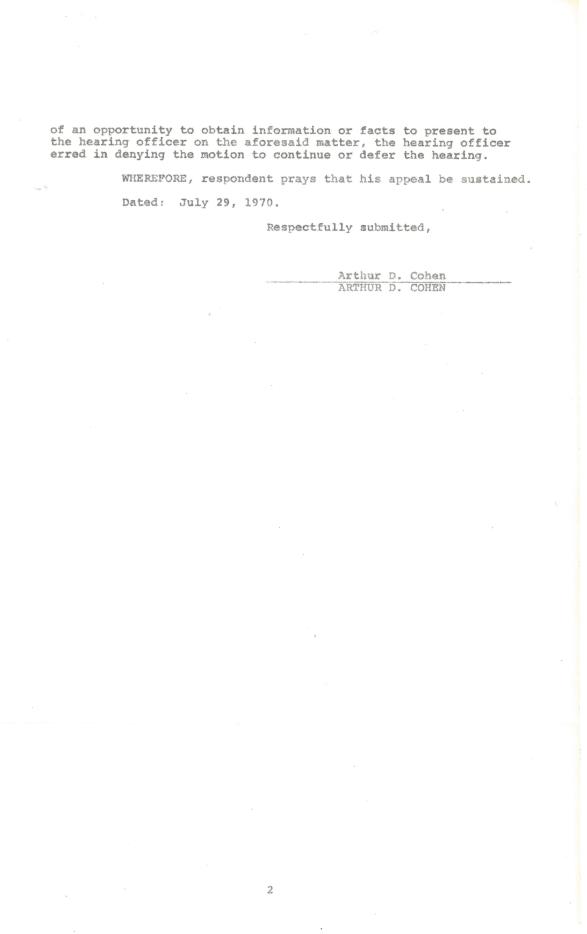 of an opportunity to obtain information or facts to present to
the hearing officer on the aforesaid matter, the hearing officer
erred in denying the motion to continue or defer the hearing.
WHEREFORE, respondent prays that his appeal be sustained.
Dated: July 29, 1970.
Respectfully submitted,
Arthur D. Cohen
ARTHUR D. COHEN
2